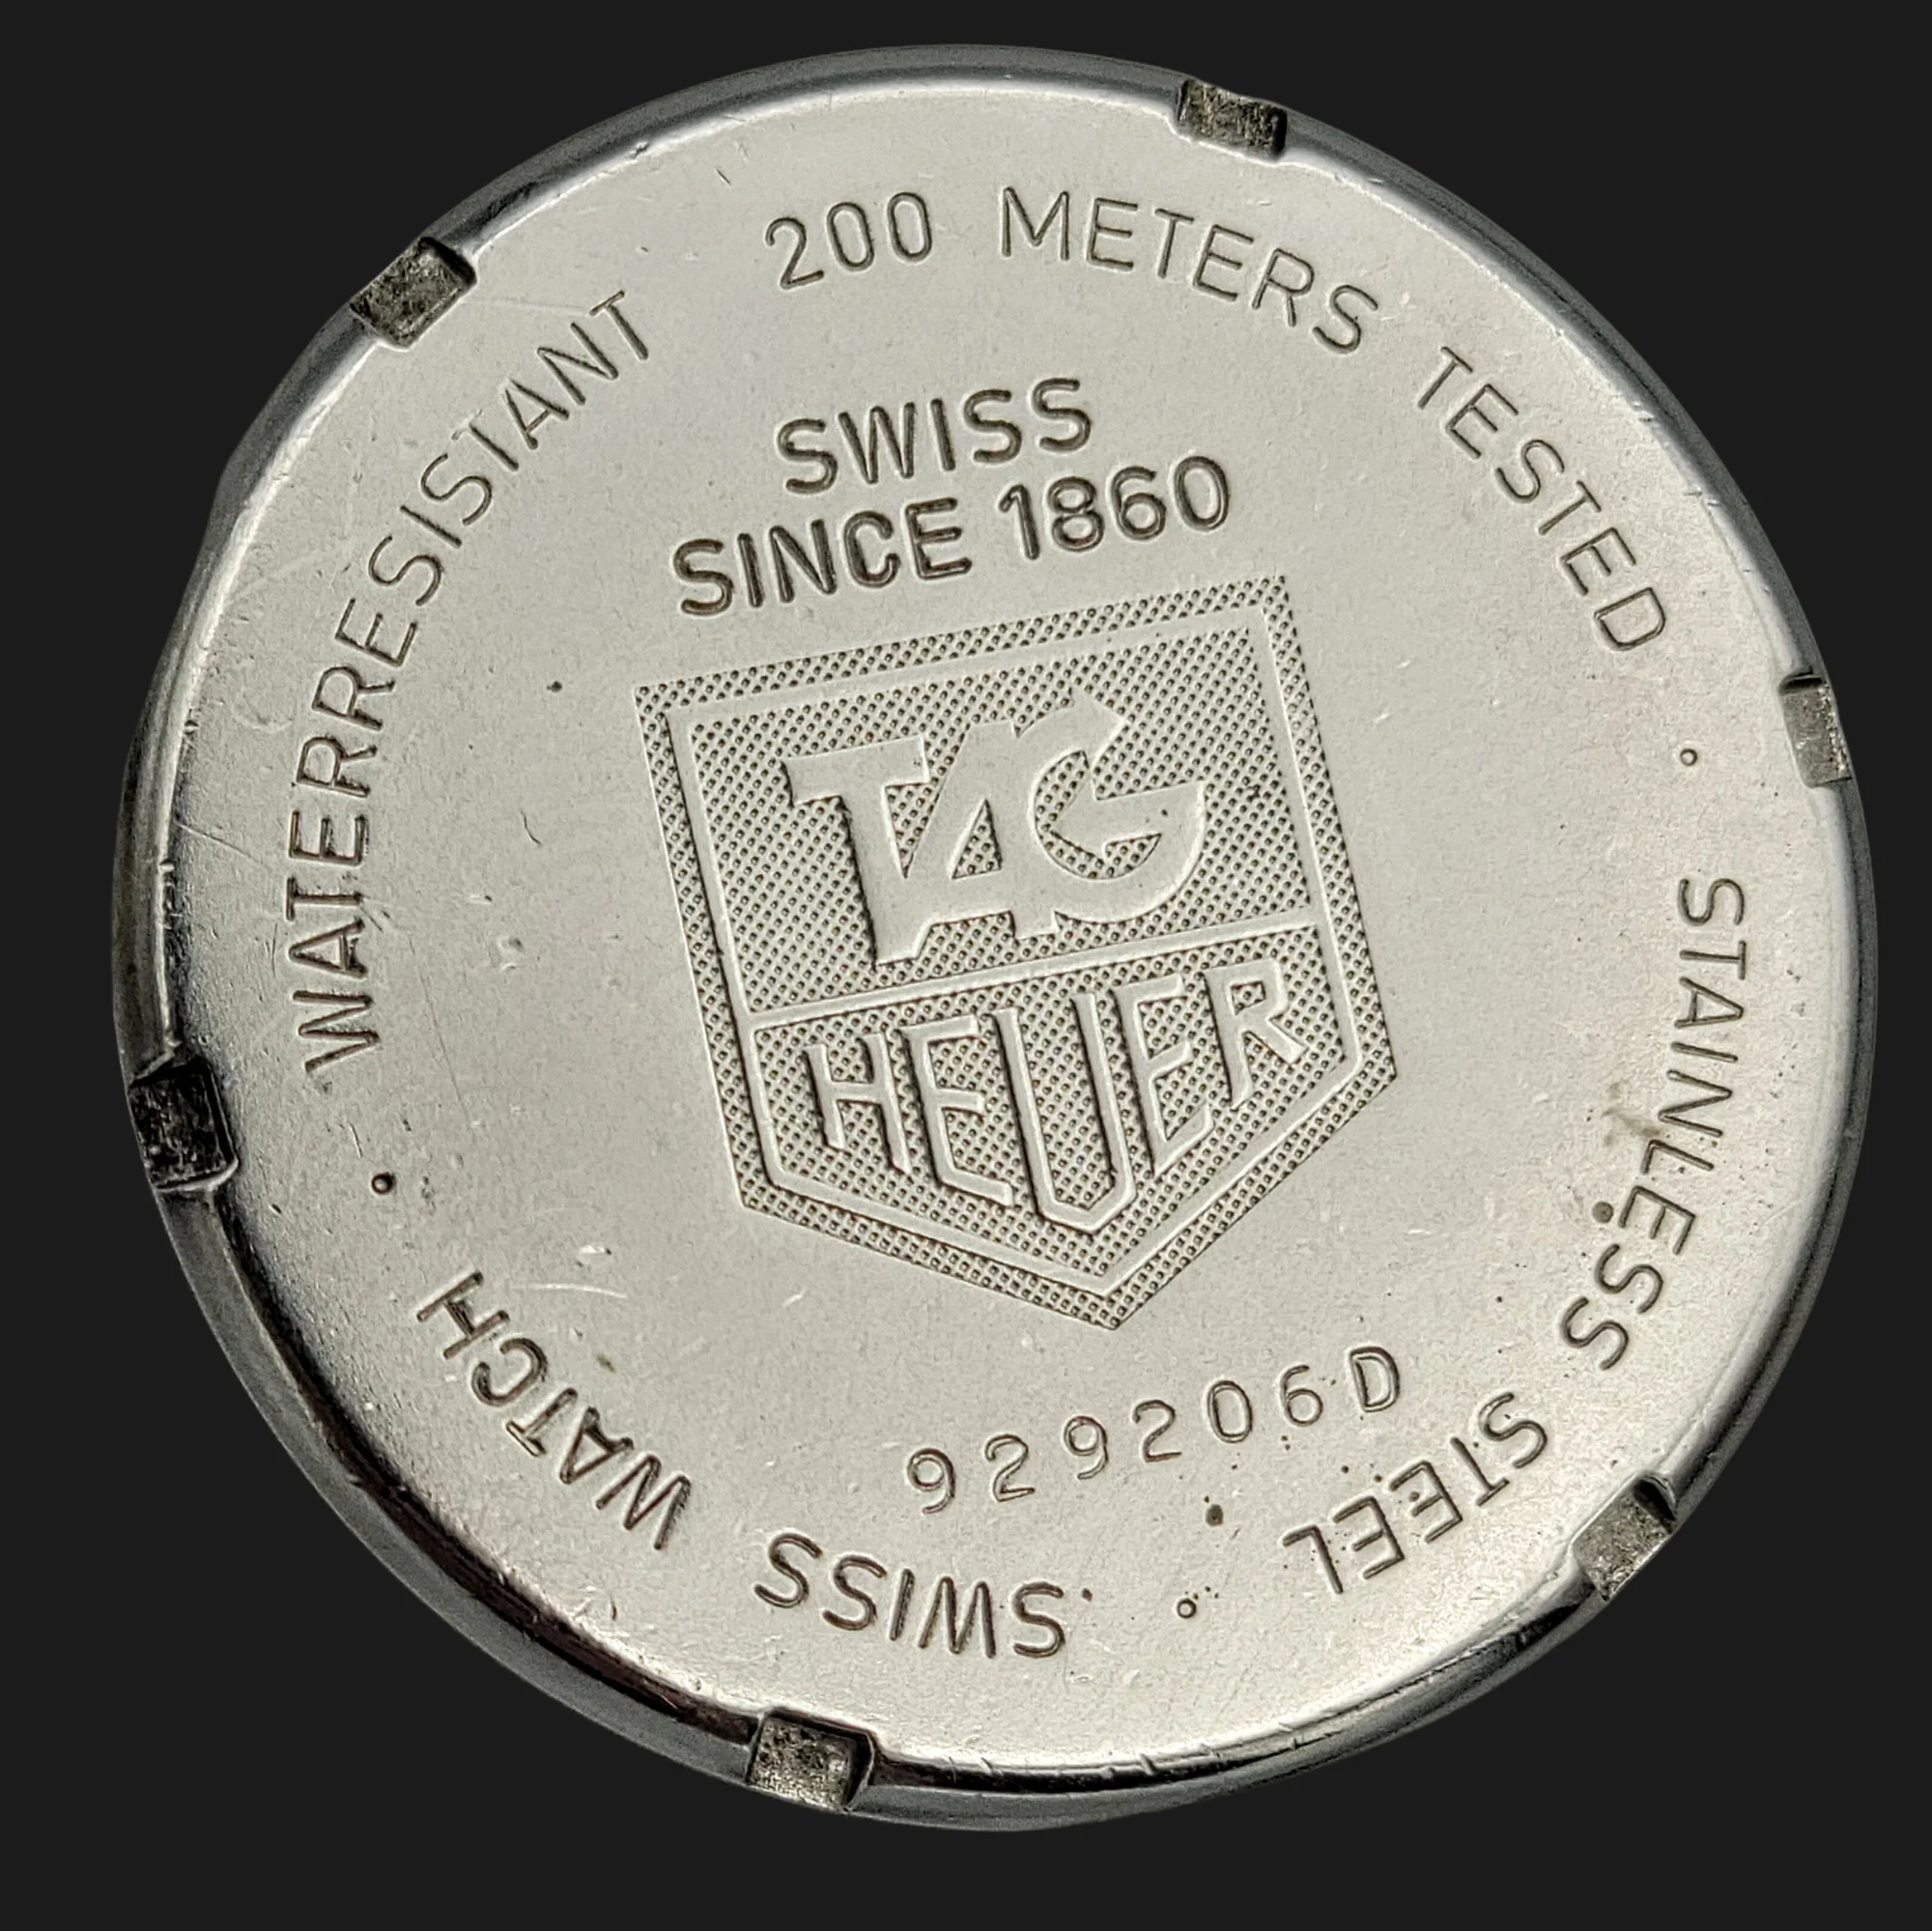 WATERRESISTANT 200 METERS TESTED • STAINLESS STEEL • SWISS WATCH •
SWISS
SINCE 1860
TAG
HEUER
929206D